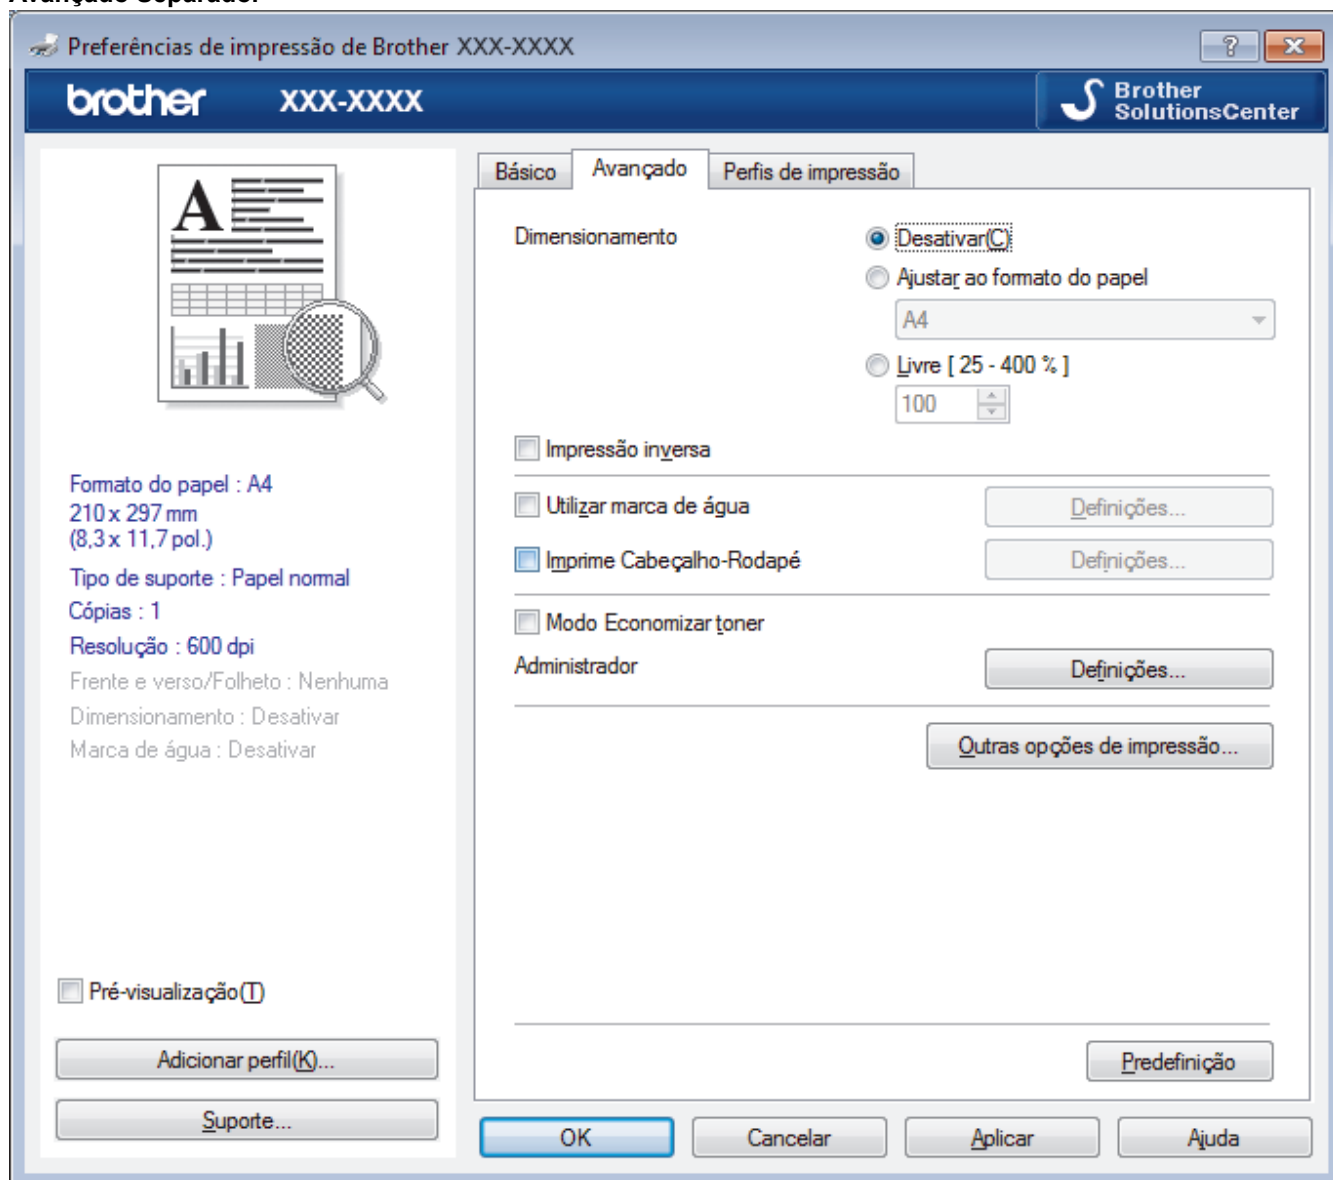 Avançado Separador
Preferências de impressão de Brother XXX-XXXX
brother XXX-XXXX
Brother
SolutionsCenter
A
Formato do papel : A4
210 x 297 mm
(8,3 x 11,7 pol.)
Tipo de suporte : Papel normal
Cópias : 1
Resolução : 600 dpi
Frente e verso/Folheto : Nenhuma
Dimensionamento : Desativar
Marca de água : Desativar
Pré-visualização(T)
Adicionar perfil(K)...
Suporte...
Básico Avançado Perfis de impressão
Dimensionamento
Desativar(C)
Ajustar ao formato do papel
A4
Livre [ 25 - 400 % ]
100
Impressão inversa
Utilizar marca de água Definições...
Imprime Cabeçalho-Rodapé Definições...
Modo Economizar toner
Administrador Definições...
Outras opções de impressão...
Predefinição
OK Cancelar Aplicar Ajuda